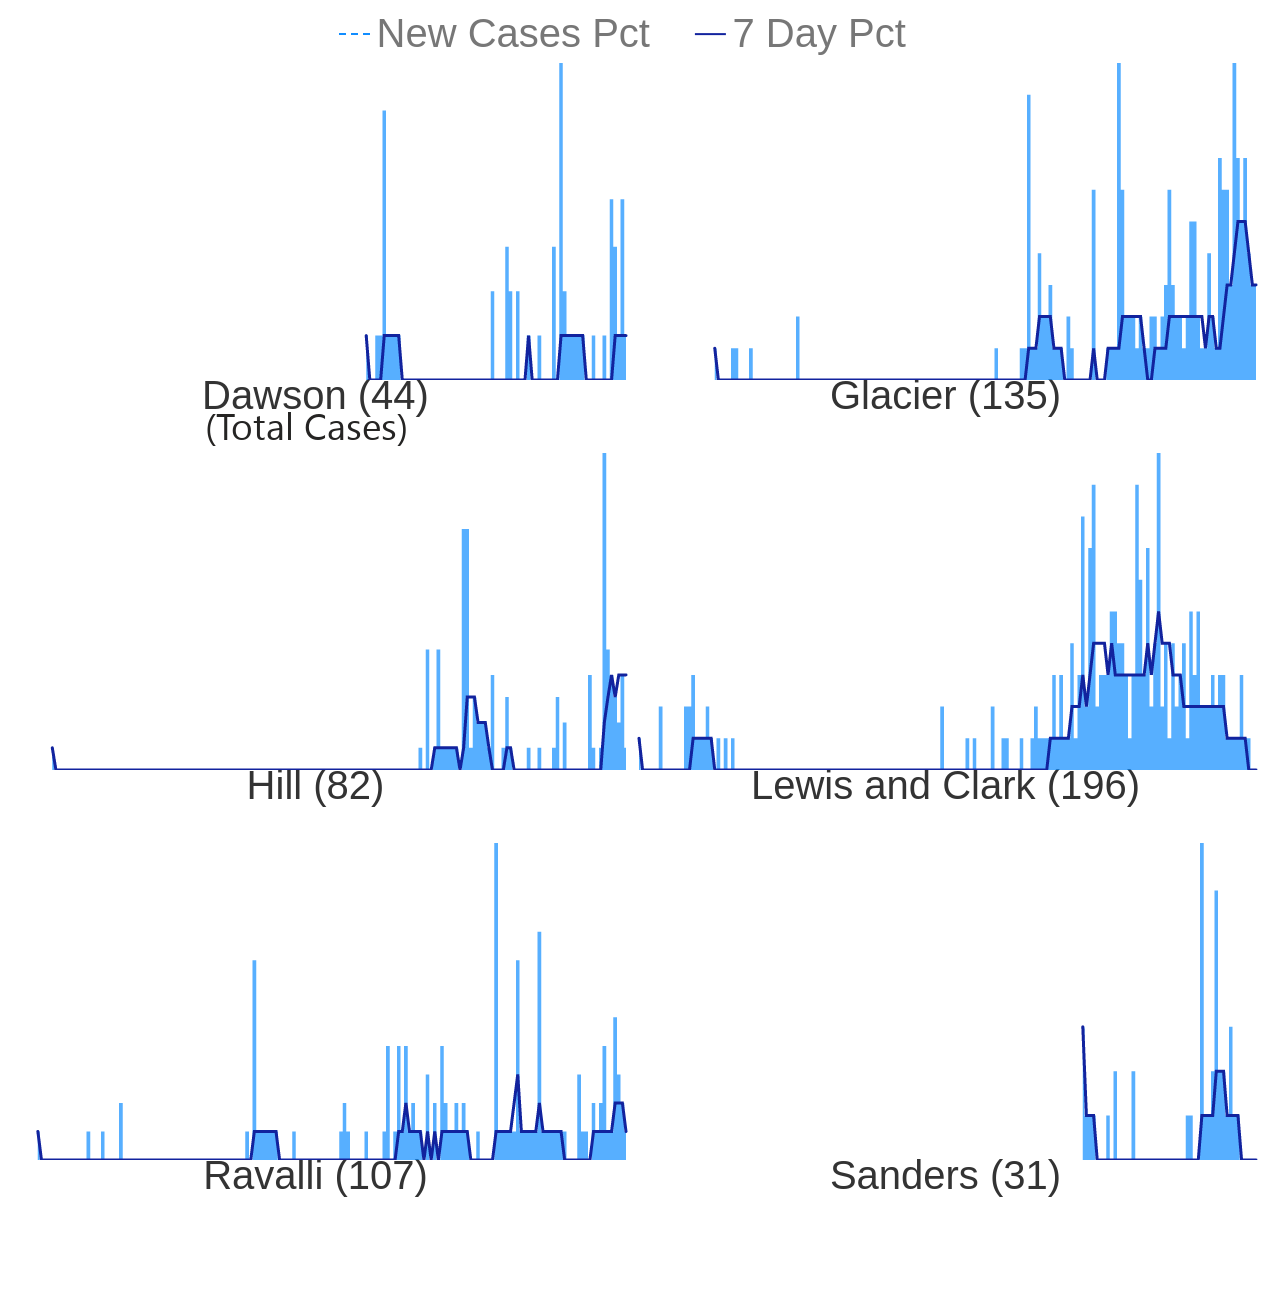 New Cases Pct 7 Day Pct
Dawson (44) Glacier (135)
(Total Cases)
Hill (82) Lewis and Clark (196)
Ravalli (107) Sanders (31)